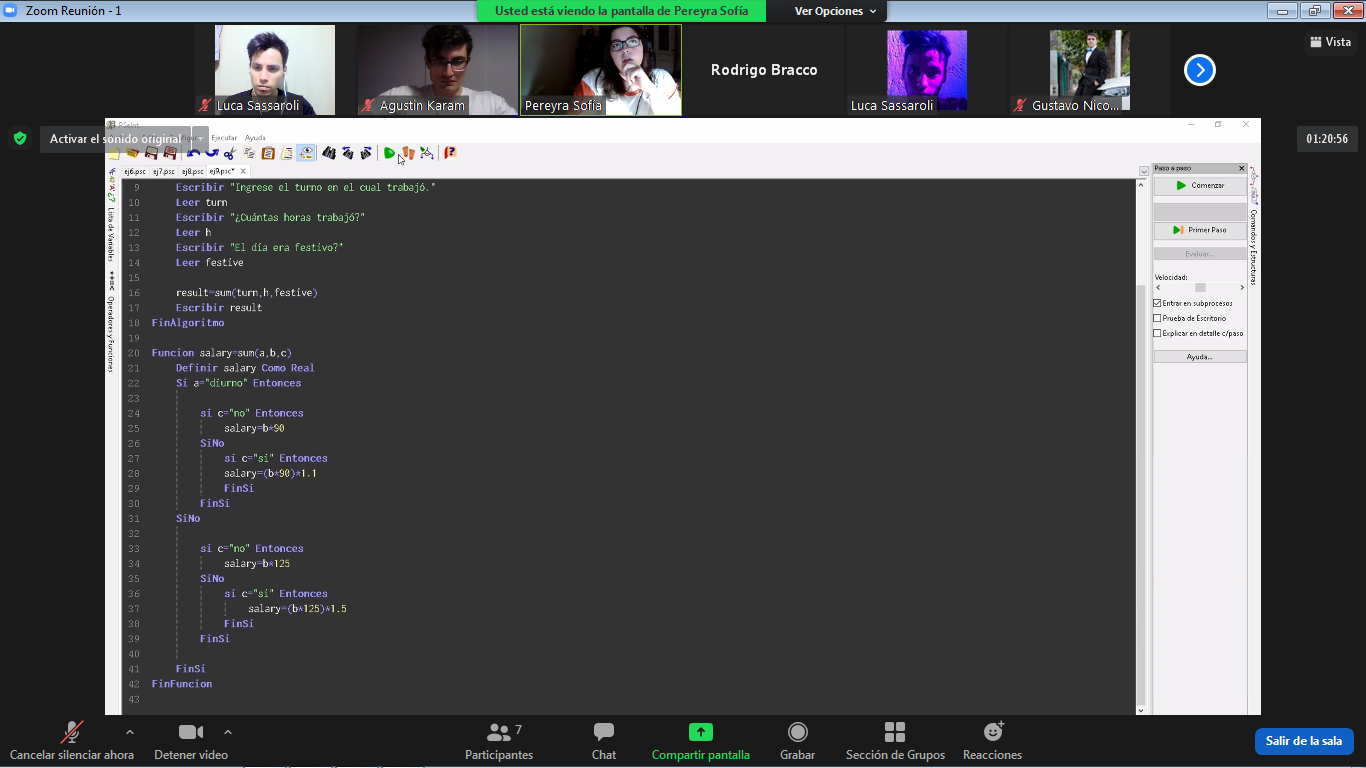 Zoom Reunión - 1
Usted está viendo la pantalla de Pereyra Sofía
Ver Opciones
Luca Sassaroli
Agustin Karam
Pereyra Sofia
Rodrigo Bracco
Luca Sassaroli
Gustavo Nico...
Vista
Activar el sonido original
01:20:56
PSeInt
Ejecutar
Ayuda
ej6.psc
ej7.psc
ej8.psc
ej9.psc*
Lista de Variables
Operadores y Funciones
9 Escribir "Ingrese el turno en el cual trabajó."
10 Leer turn
11 Escribir "¿Cuántas horas trabajó?"
12 Leer h
13 Escribir "El día era festivo?"
14 Leer festive
15
16 result=sum(turn,h,festive)
17 Escribir result
18 FinAlgoritmo
19
20 Funcion salary=sum(a,b,c)
21 Definir salary Como Real
22 Si a="diurno" Entonces
23
24 si c="no" Entonces
25 salary=b*90
26 SiNo
27 si c="si" Entonces
28 salary=(b*90)*1.1
29 FinSi
30 FinSi
31 SiNo
32
33 si c="no" Entonces
34 salary=b*125
35 SiNo
36 si c="si" Entonces
37 salary=(b*125)*1.5
38 FinSi
39 FinSi
40
41 FinSi
42 FinFuncion
43
Paso a paso
Comenzar
Primer Paso
Evaluar...
Velocidad:
Entrar en subprocesos
Prueba de Escritorio
Explicar en detalle c/paso
Ayuda...
Comandos y Estructuras
Cancelar silenciar ahora
Detener video
Participantes
7
Chat
Compartir pantalla
Grabar
Sección de Grupos
Reacciones
Salir de la sala